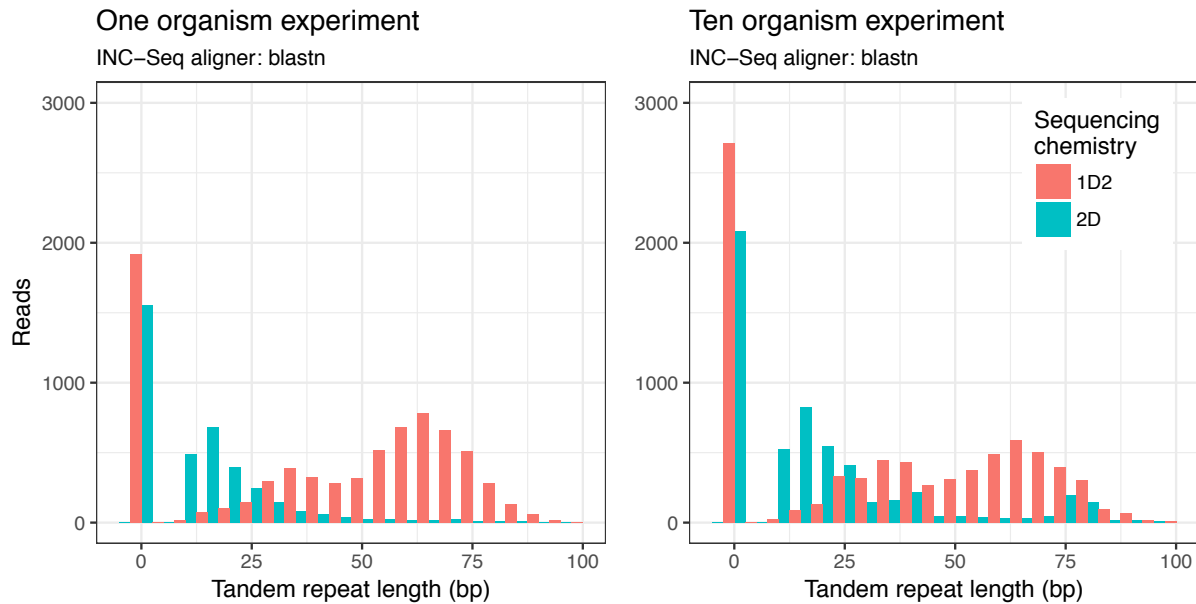 One organism experiment
INC−Seq aligner: blastn
3000
2000
1000
0
Reads
0 25 50 75 100
Tandem repeat length (bp)
Ten organism experiment
INC−Seq aligner: blastn
3000
2000
1000
0
Sequencing
chemistry
1D2
2D
0 25 50 75 100
Tandem repeat length (bp)